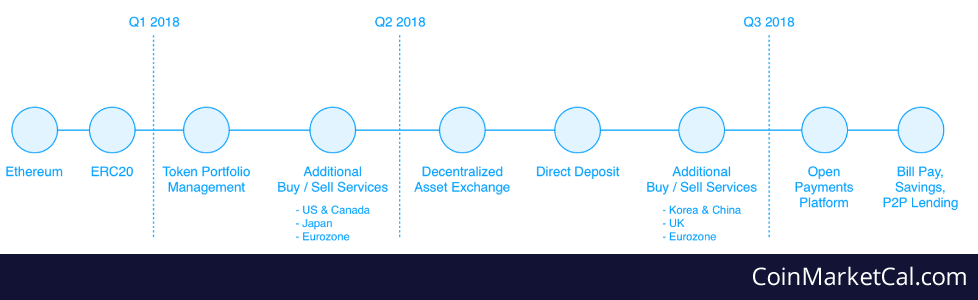 Q1 2018
Q2 2018
Q3 2018
Ethereum
ERC20
Token Portfolio
Management
Additional
Buy / Sell Services
- US & Canada
- Japan
- Eurozone
Decentralized
Asset Exchange
Direct Deposit
Additional
Buy / Sell Services
- Korea & China
- UK
- Eurozone
Open
Payments
Platform
Bill Pay,
Savings,
P2P Lending
CoinMarketCal.com